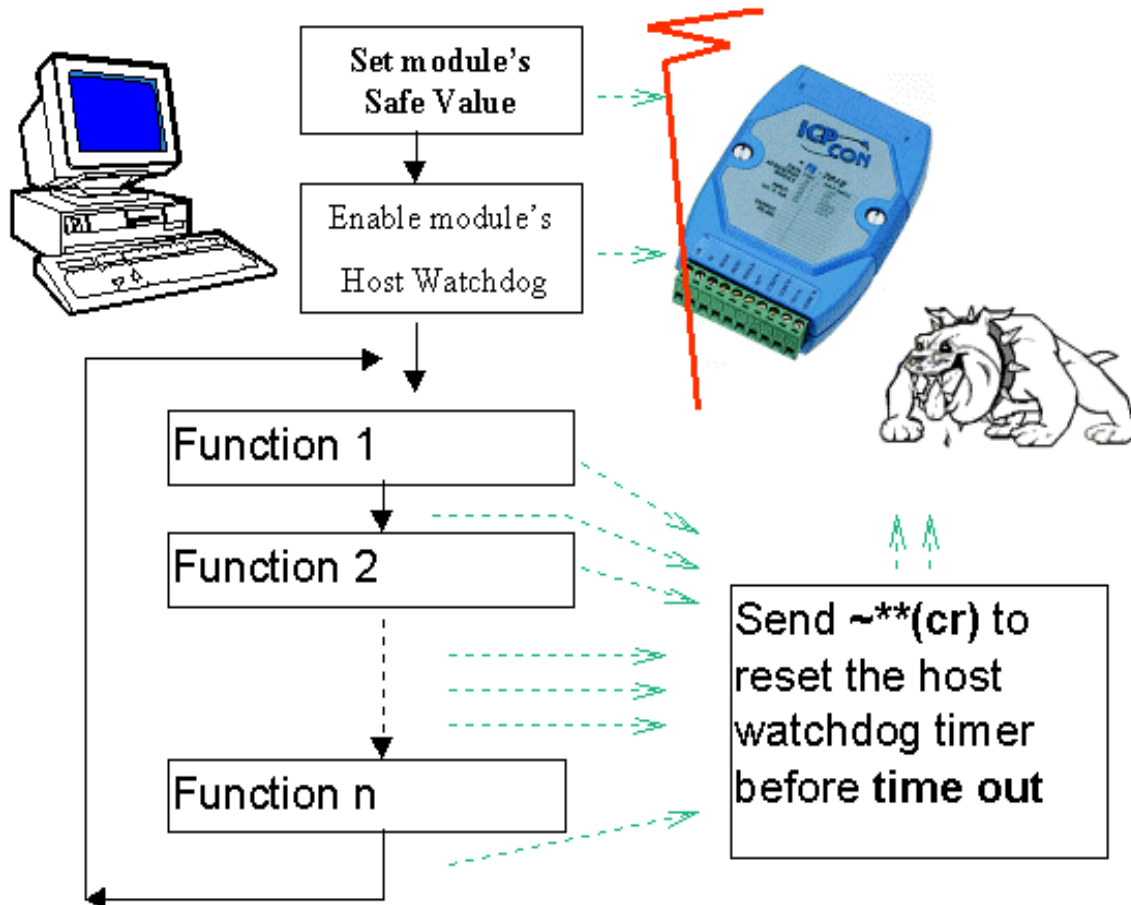 Set module's
Safe Value
Enable module's
Host Watchdog
ICP
CON
Function 1
Function 2
Function n
Send ~**(cr) to
reset the host
watchdog timer
before time out